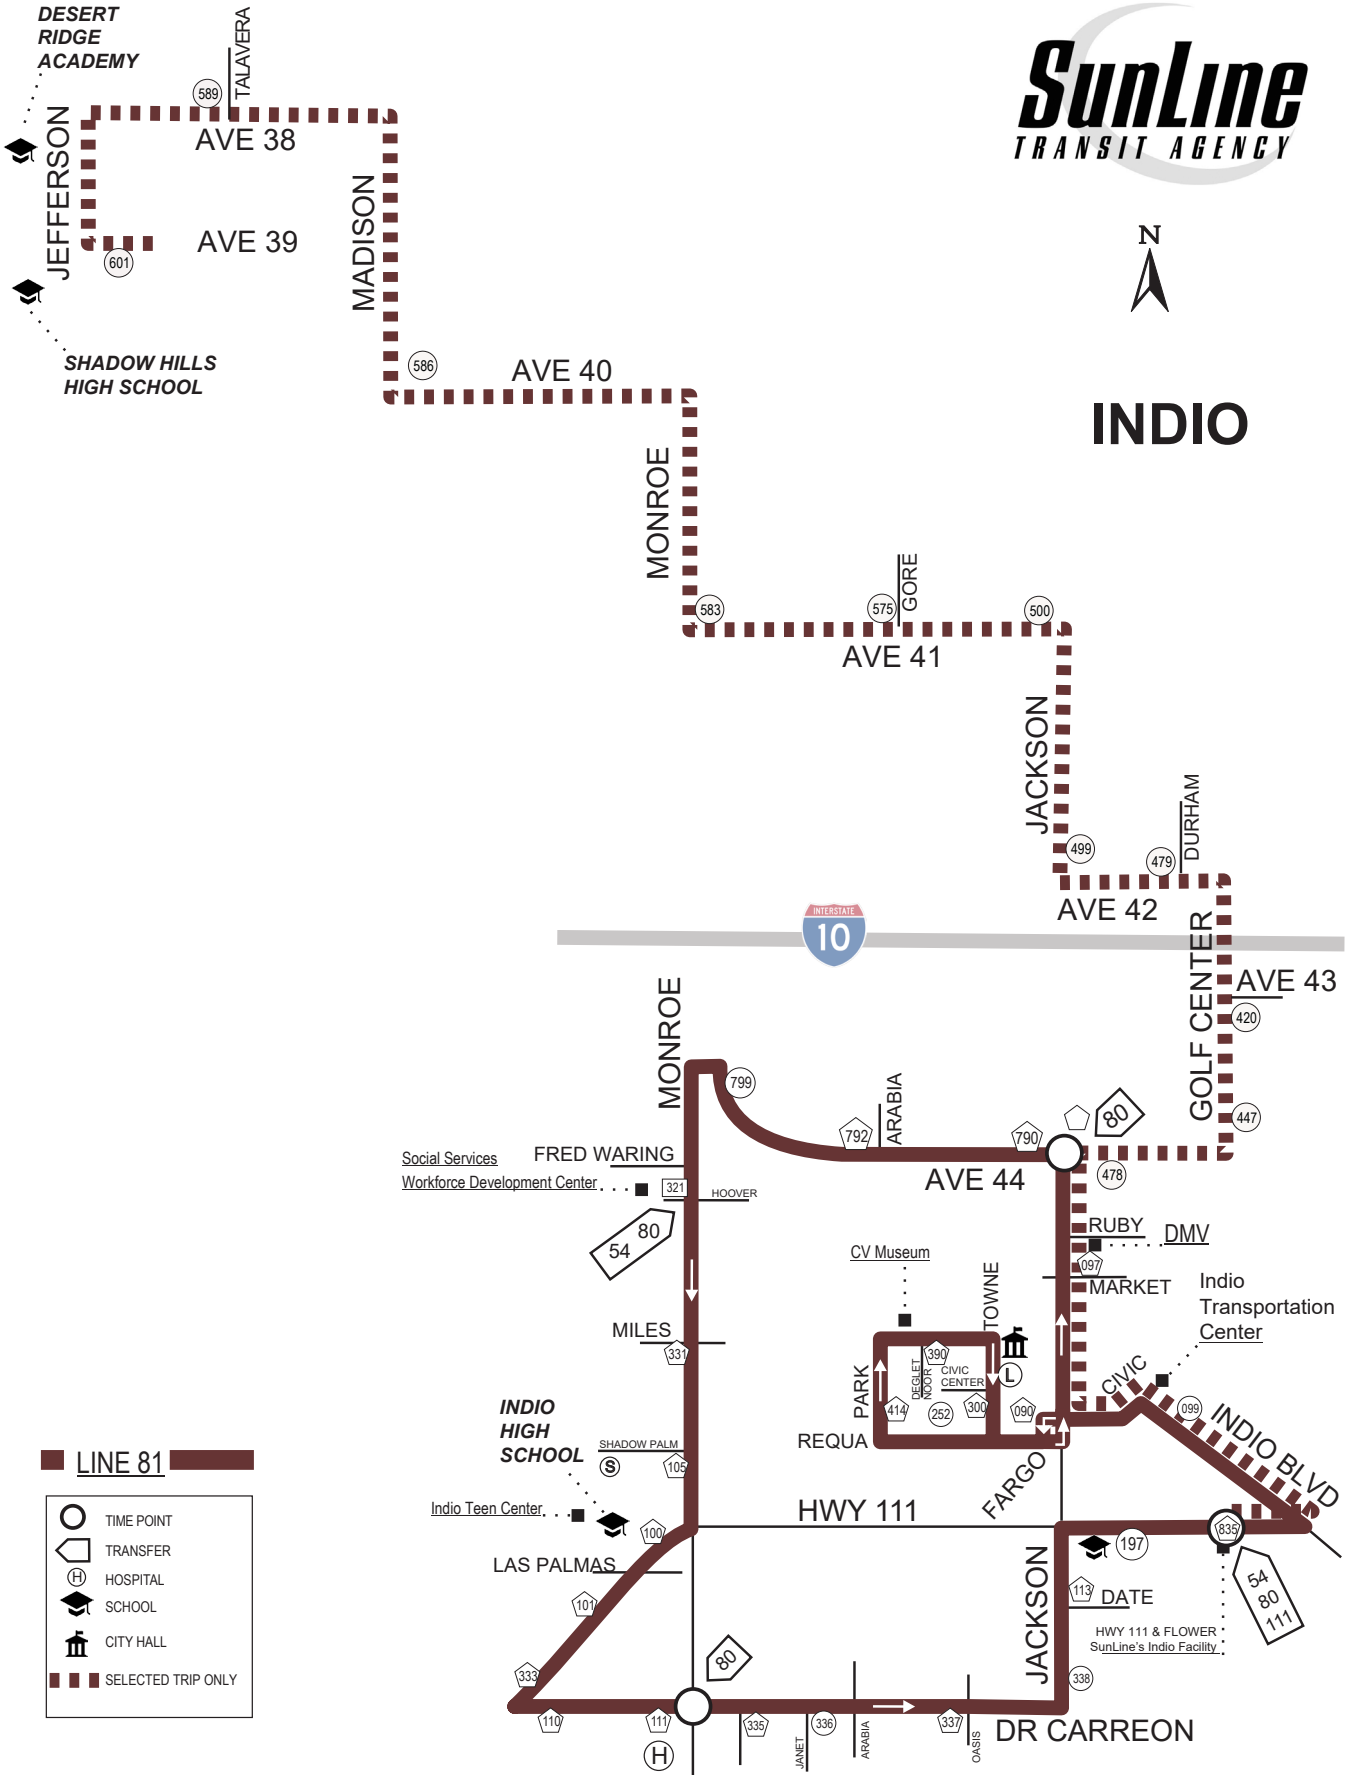 DESERT
RIDGE
ACADEMY
TALAVERA
589
SunLine
TRANSIT AGENCY
AVE 38
JEFFERSON
MADISON
AVE 39
601
N
SHADOW HILLS
HIGH SCHOOL
586
AVE 40
INDIO
MONROE
GORE
583
575
500
AVE 41
JACKSON
DURHAM
499
479
AVE 42
INTERSTATE
10
GOLF CENTER
AVE 43
420
MONROE
799
ARABIA
80
447
792
790
FRED WARING
Social Services
Workforce Development Center
321
HOOVER
AVE 44
478
80
54
RUBY
DMV
CV Museum
TOWNE
097
MARKET
Indio
Transportation
Center
MILES
331
390
DEGLET
NOOR
CIVIC
CENTER
L
PARK
CIVIC
414
252
300
090
099
INDIO BLVD
INDIO
HIGH
SCHOOL
REQUA
SHADOW PALM
S
105
FARGO
LINE 81
Indio Teen Center
100
HWY 111
835
197
TIME POINT
TRANSFER
H
HOSPITAL
SCHOOL
CITY HALL
SELECTED TRIP ONLY
LAS PALMAS
101
JACKSON
113
DATE
54
80
111
HWY 111 & FLOWER
SunLine's Indio Facility
333
80
338
110
111
335
336
337
JANET
ARABIA
OASIS
DR CARREON
H